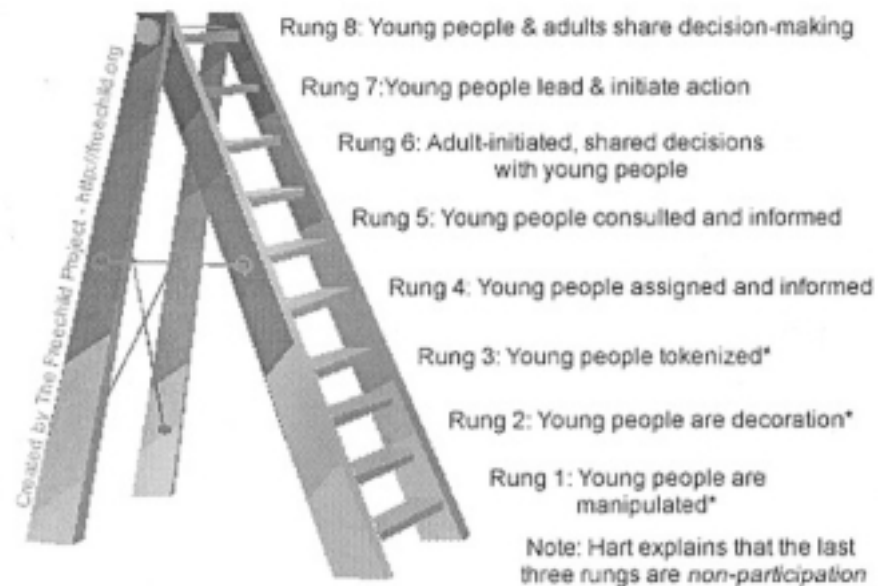 Rung 8: Young people & adults share decision-making
Rung 7:Young people lead & initiate action
Rung 6: Adult-initiated, shared decisions
with young people
Rung 5: Young people consulted and informed
Rung 4: Young people assigned and informed
Rung 3: Young people tokenized*
Rung 2: Young people are decoration*
Rung 1: Young people are
manipulated*
Note: Hart explains that the last
three rungs are non-participation
Created by The Freechild Project - http://freechild.org